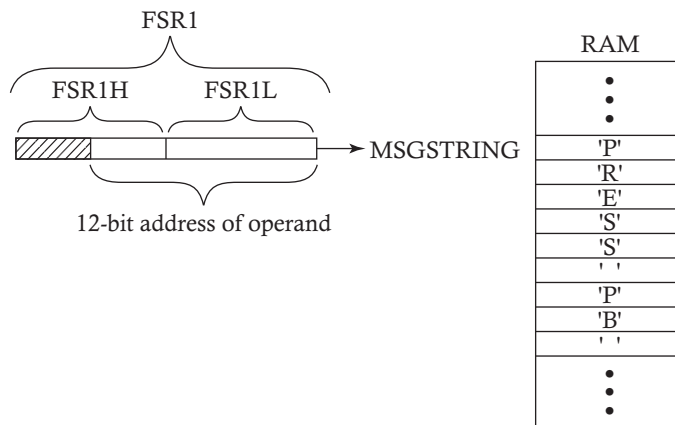 FSR1
FSR1H
FSR1L
MSGSTRING
12-bit address of operand
RAM
'P'
'R'
'E'
'S'
'S'
' '
'P'
'B'
' '